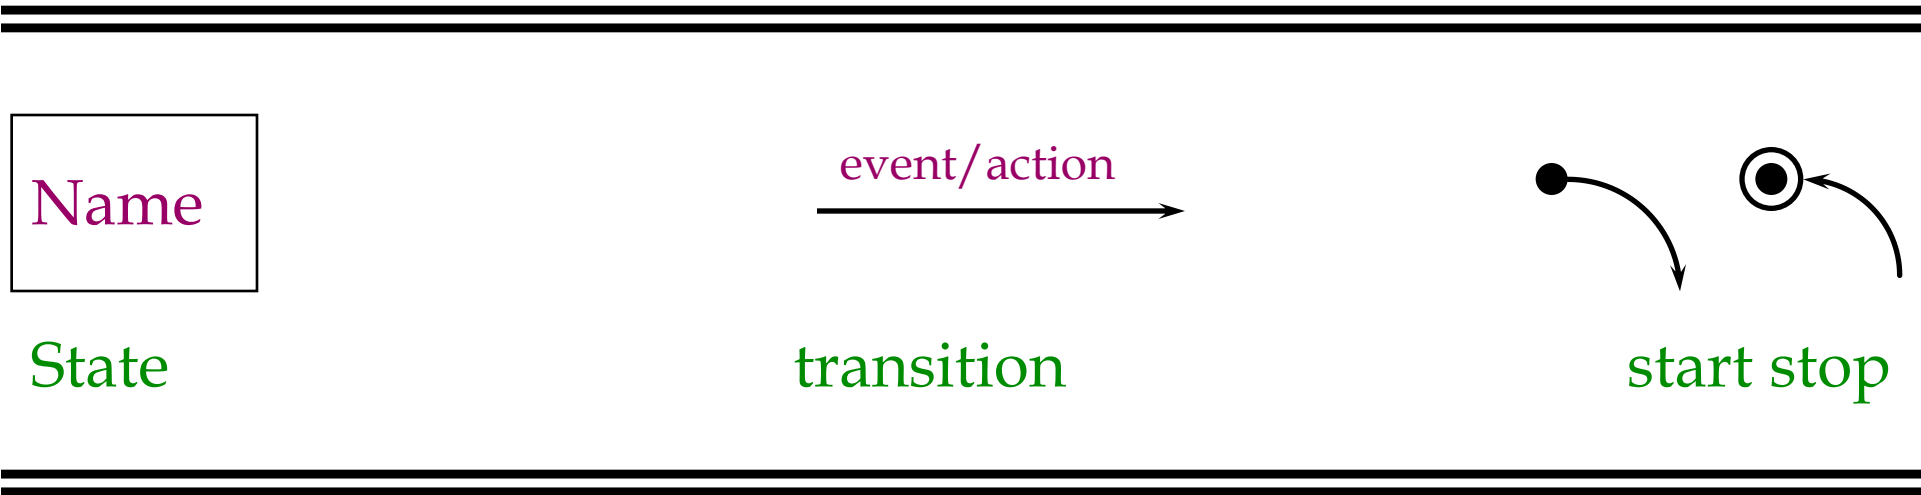 Name
event/action
State
transition
start stop